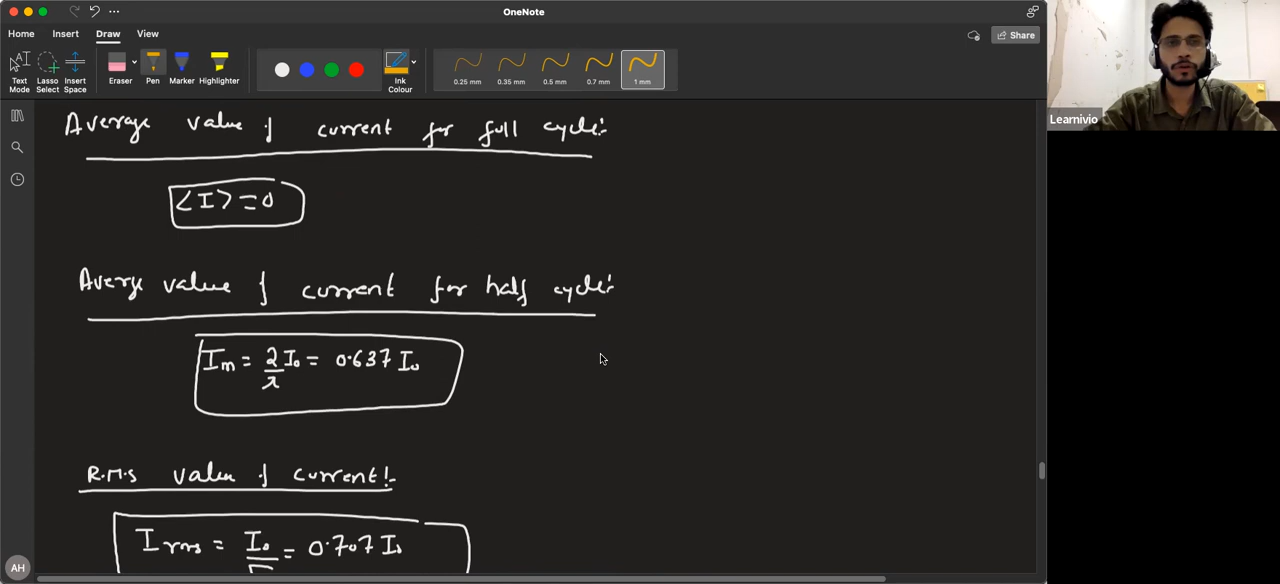 OneNote
Home Insert Draw View
Share
Text Mode
Lasso Select
Insert Space
Eraser
Pen
Marker
Highlighter
Ink Colour
0.25 mm
0.35 mm
0.5 mm
0.7 mm
1 mm
Learnivio
Average value of current for full cycle:-
<I> = 0
Average value of current for half cycle:-
Im = 2/π I₀ = 0.637 I₀
R.M.S value of current:-
Irms = I₀/√ = 0.707 I₀
AH